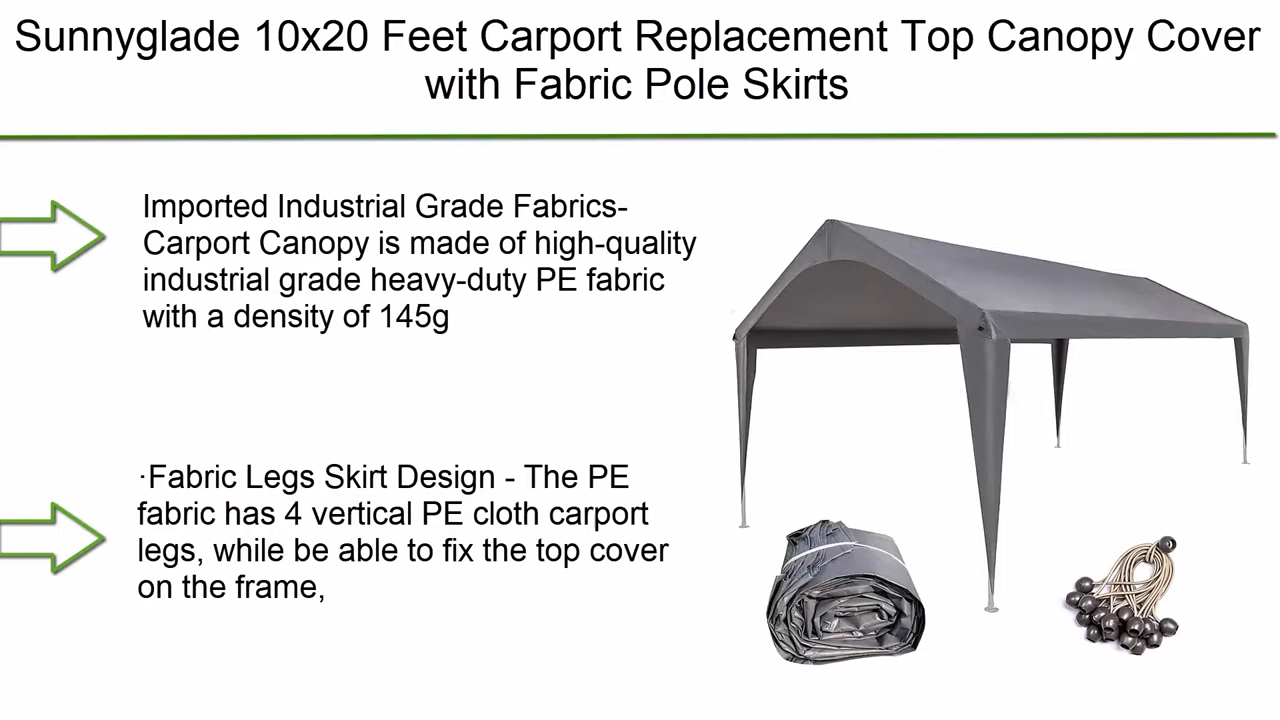 Sunnyglade 10x20 Feet Carport Replacement Top Canopy Cover
with Fabric Pole Skirts
Imported Industrial Grade Fabrics-
Carport Canopy is made of high-quality
industrial grade heavy-duty PE fabric
with a density of 145g
·Fabric Legs Skirt Design - The PE
fabric has 4 vertical PE cloth carport
legs, while be able to fix the top cover
on the frame,